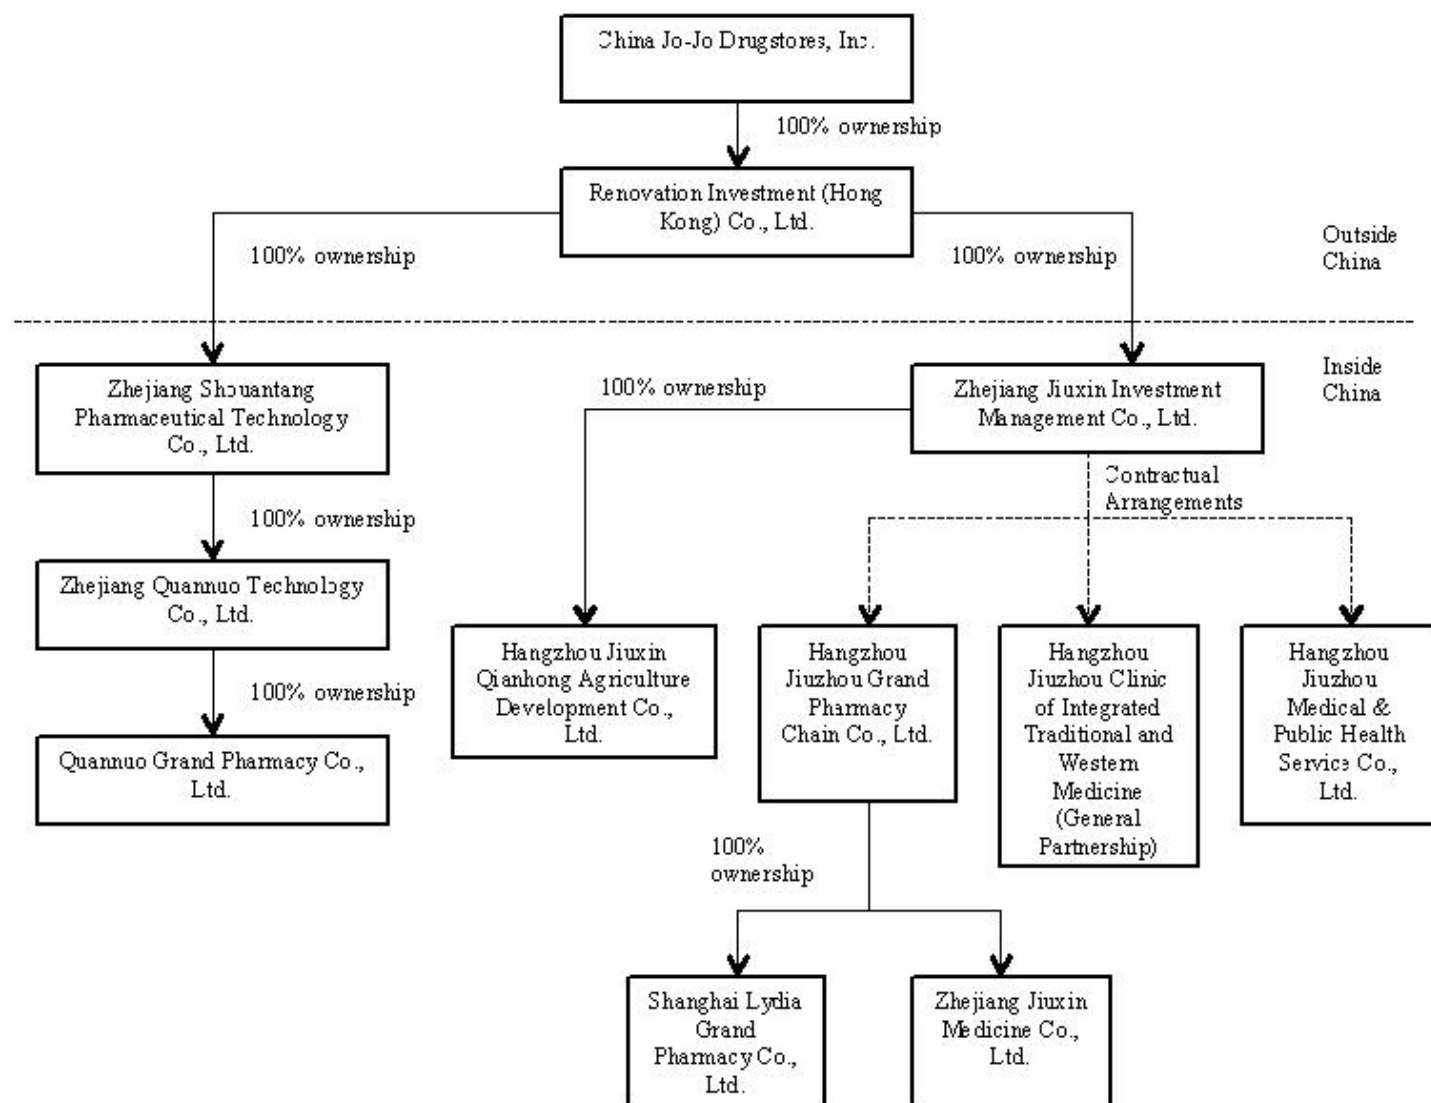 China Jo-Jo Drugstores, Inc.
100% ownership
Renovation Investment (Hong
Kong) Co., Ltd.
100% ownership
100% ownership
Outside
China
Inside
China
Zhejiang Shouantang
Pharmaceutical Technology
Co., Ltd.
100% ownership
Zhejiang Jiuxin Investment
Management Co., Ltd.
Contractual
Arrangements
100% ownership
Zhejiang Quannuo Technology
Co., Ltd.
100% ownership
Quannuo Grand Pharmacy Co.,
Ltd.
Hangzhou Jiuxin
Qianhong Agriculture
Development Co.,
Ltd.
Hangzhou
Jiuzhou Grand
Pharmacy
Chain Co., Ltd.
Hangzhou
Jiuzhou Clinic
of Integrated
Traditional and
Western
Medicine
(General
Partnership)
Hangzhou
Jiuzhou
Medical &
Public Health
Service Co.,
Ltd.
100%
ownership
Shanghai Lydia
Grand
Pharmacy Co.,
Ltd.
Zhejiang Jiuxin
Medicine Co.,
Ltd.